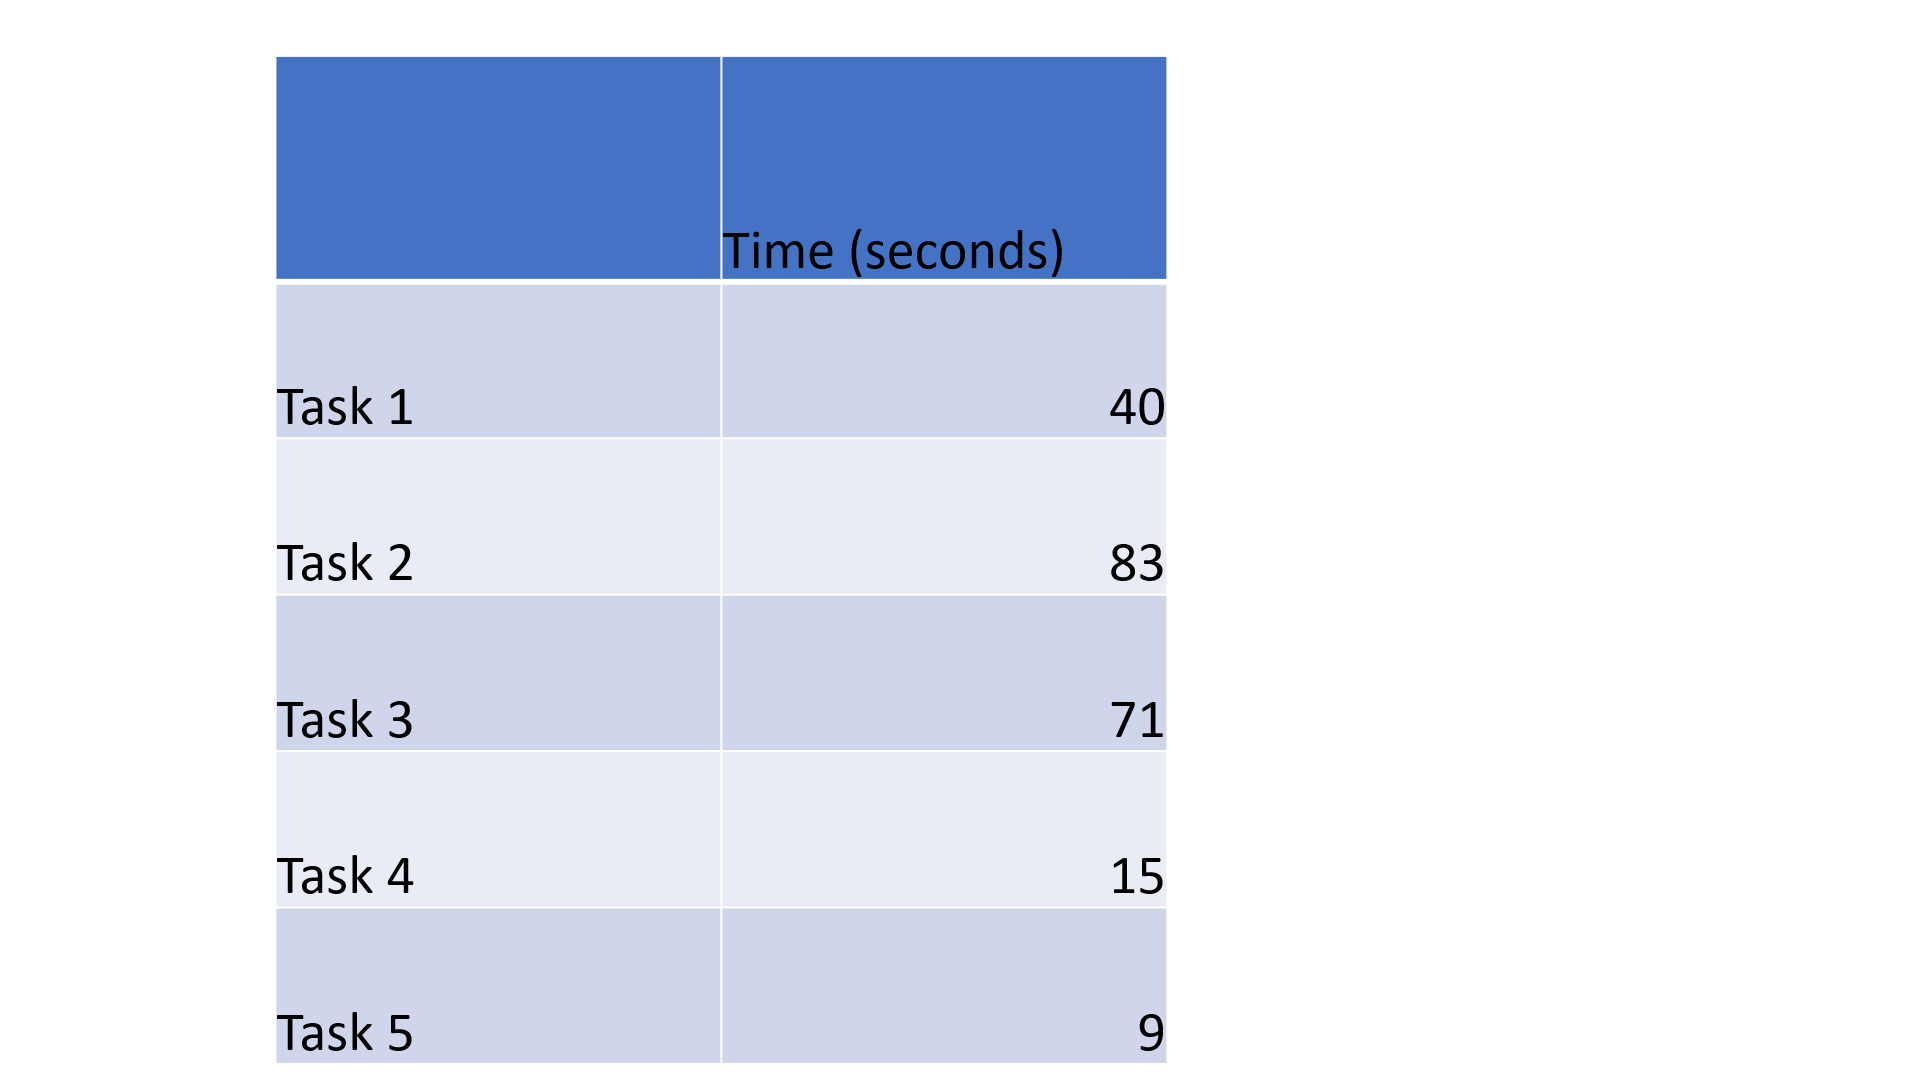 Time (seconds)
Task 1 40
Task 2 83
Task 3 71
Task 4 15
Task 5 9